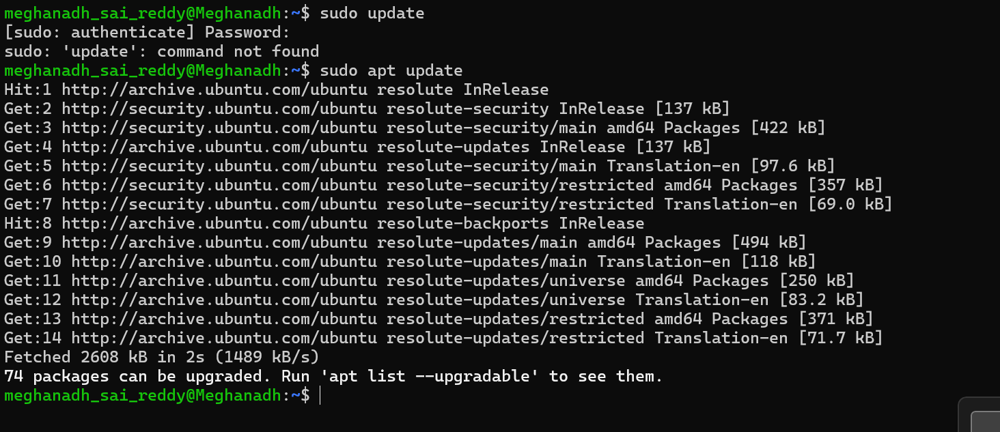 meghanadh_sai_reddy@Meghanadh:~$ sudo update
[sudo: authenticate] Password:
sudo: 'update': command not found
meghanadh_sai_reddy@Meghanadh:~$ sudo apt update
Hit:1 http://archive.ubuntu.com/ubuntu resolute InRelease
Get:2 http://security.ubuntu.com/ubuntu resolute-security InRelease [137 kB]
Get:3 http://security.ubuntu.com/ubuntu resolute-security/main amd64 Packages [422 kB]
Get:4 http://archive.ubuntu.com/ubuntu resolute-updates InRelease [137 kB]
Get:5 http://security.ubuntu.com/ubuntu resolute-security/main Translation-en [97.6 kB]
Get:6 http://security.ubuntu.com/ubuntu resolute-security/restricted amd64 Packages [357 kB]
Get:7 http://security.ubuntu.com/ubuntu resolute-security/restricted Translation-en [69.0 kB]
Hit:8 http://archive.ubuntu.com/ubuntu resolute-backports InRelease
Get:9 http://archive.ubuntu.com/ubuntu resolute-updates/main amd64 Packages [494 kB]
Get:10 http://archive.ubuntu.com/ubuntu resolute-updates/main Translation-en [118 kB]
Get:11 http://archive.ubuntu.com/ubuntu resolute-updates/universe amd64 Packages [250 kB]
Get:12 http://archive.ubuntu.com/ubuntu resolute-updates/universe Translation-en [83.2 kB]
Get:13 http://archive.ubuntu.com/ubuntu resolute-updates/restricted amd64 Packages [371 kB]
Get:14 http://archive.ubuntu.com/ubuntu resolute-updates/restricted Translation-en [71.7 kB]
Fetched 2608 kB in 2s (1489 kB/s)
74 packages can be upgraded. Run 'apt list --upgradable' to see them.
meghanadh_sai_reddy@Meghanadh:~$